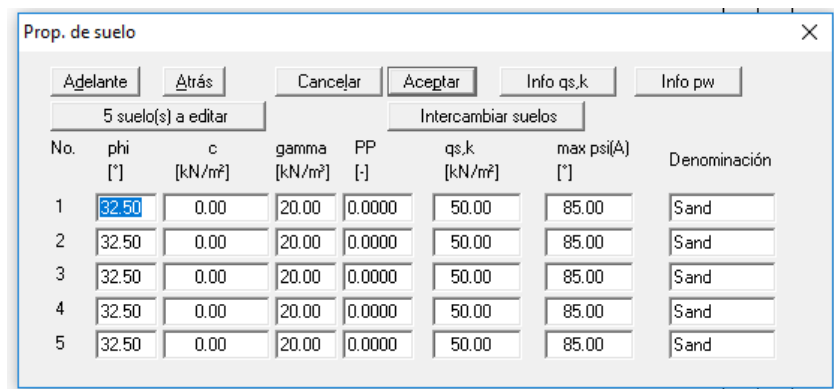 Prop. de suelo
Adelante Atrás Cancelar Aceptar Info qs,k Info pw
5 suelo(s) a editar Intercambiar suelos
No. phi c gamma PP qs,k max psi(A) Denominación
[°] [kN/m²] [kN/m³] [-] [kN/m²] [°]
1 32.50 0.00 20.00 0.0000 50.00 85.00 Sand
2 32.50 0.00 20.00 0.0000 50.00 85.00 Sand
3 32.50 0.00 20.00 0.0000 50.00 85.00 Sand
4 32.50 0.00 20.00 0.0000 50.00 85.00 Sand
5 32.50 0.00 20.00 0.0000 50.00 85.00 Sand